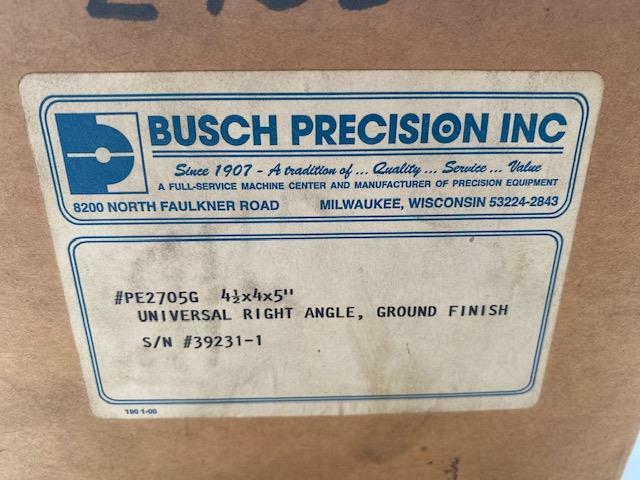 BUSCH PRECISION INC
Since 1907 - A tradition of ... Quality ... Service ... Value
A FULL-SERVICE MACHINE CENTER AND MANUFACTURER OF PRECISION EQUIPMENT
8200 NORTH FAULKNER ROAD MILWAUKEE, WISCONSIN 53224-2843
#PE2705G 4½x4x5"
UNIVERSAL RIGHT ANGLE, GROUND FINISH
S/N #39231-1
190 1-00